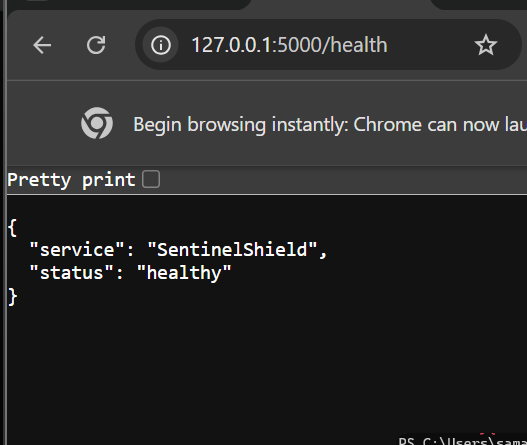 127.0.0.1:5000/health
Begin browsing instantly: Chrome can now lau
Pretty print
{
"service": "SentinelShield",
"status": "healthy"
}
PS C:\Users\sama